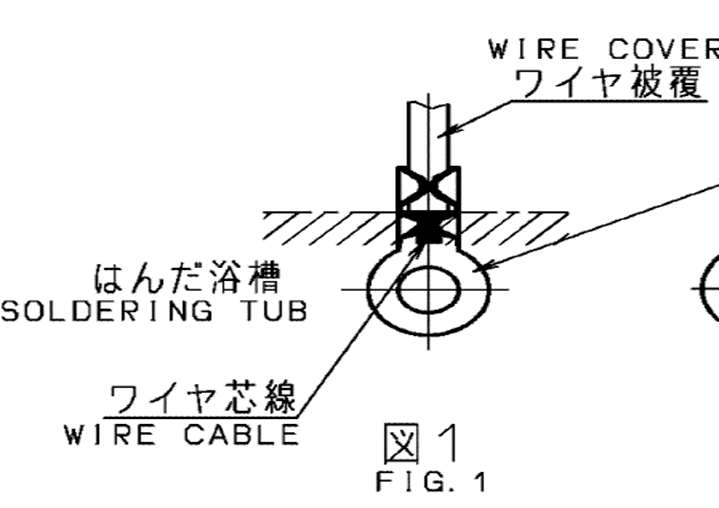 WIRE COVER
ワイヤ被覆
はんだ浴槽
SOLDERING TUB
ワイヤ芯線
WIRE CABLE
図1
FIG. 1